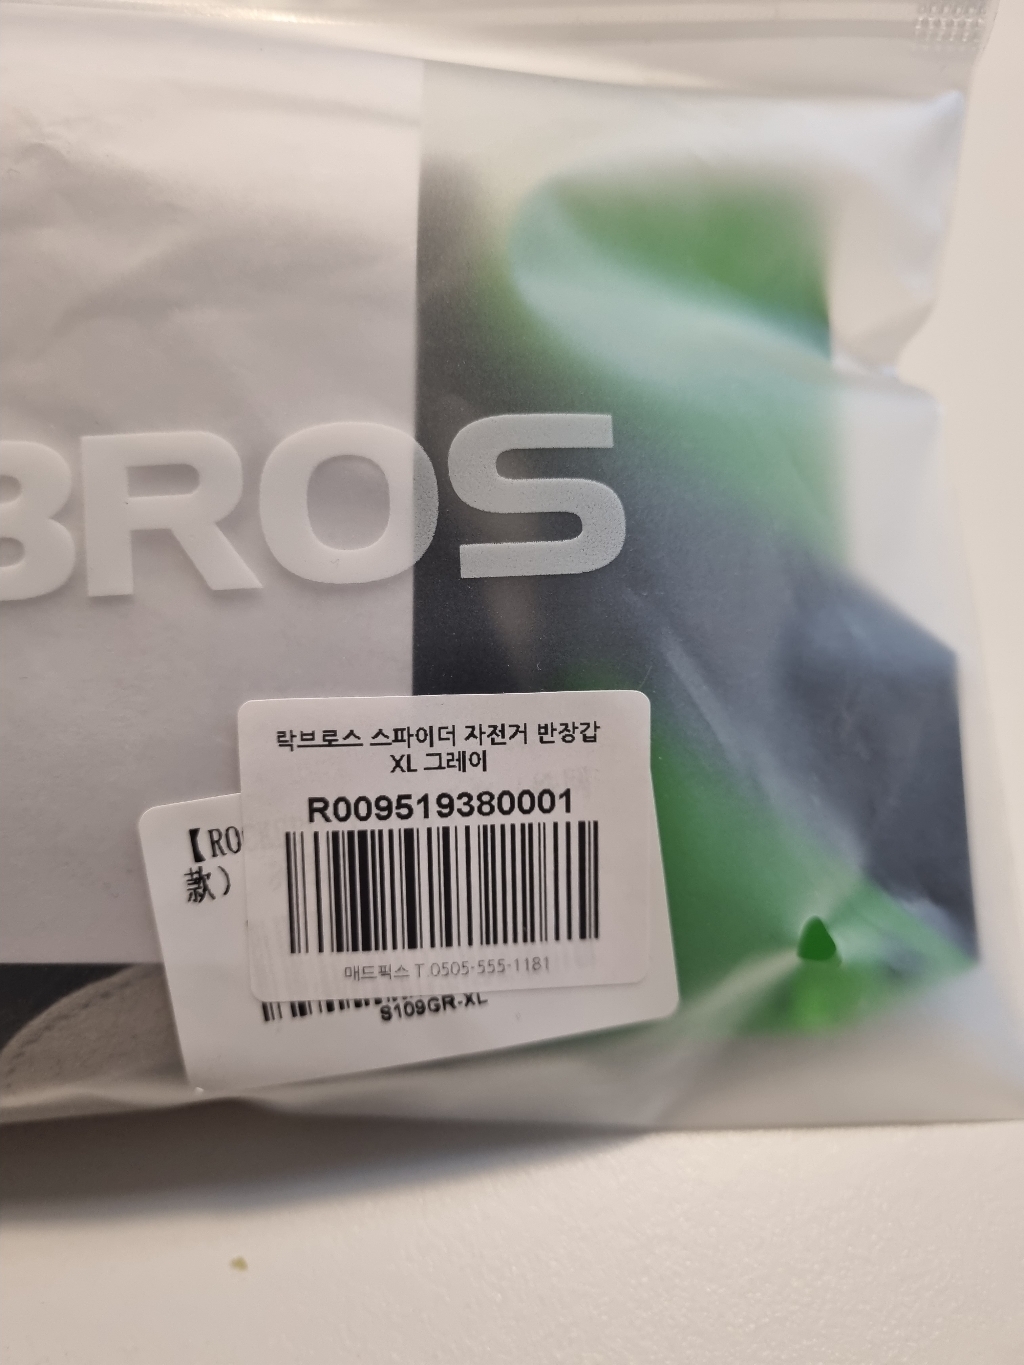 BROS
락브로스 스파이더 자전거 반장갑
XL 그레이
R009519380001
매드픽스 T.0505-555-1181
【RO
款）
S109GR-XL